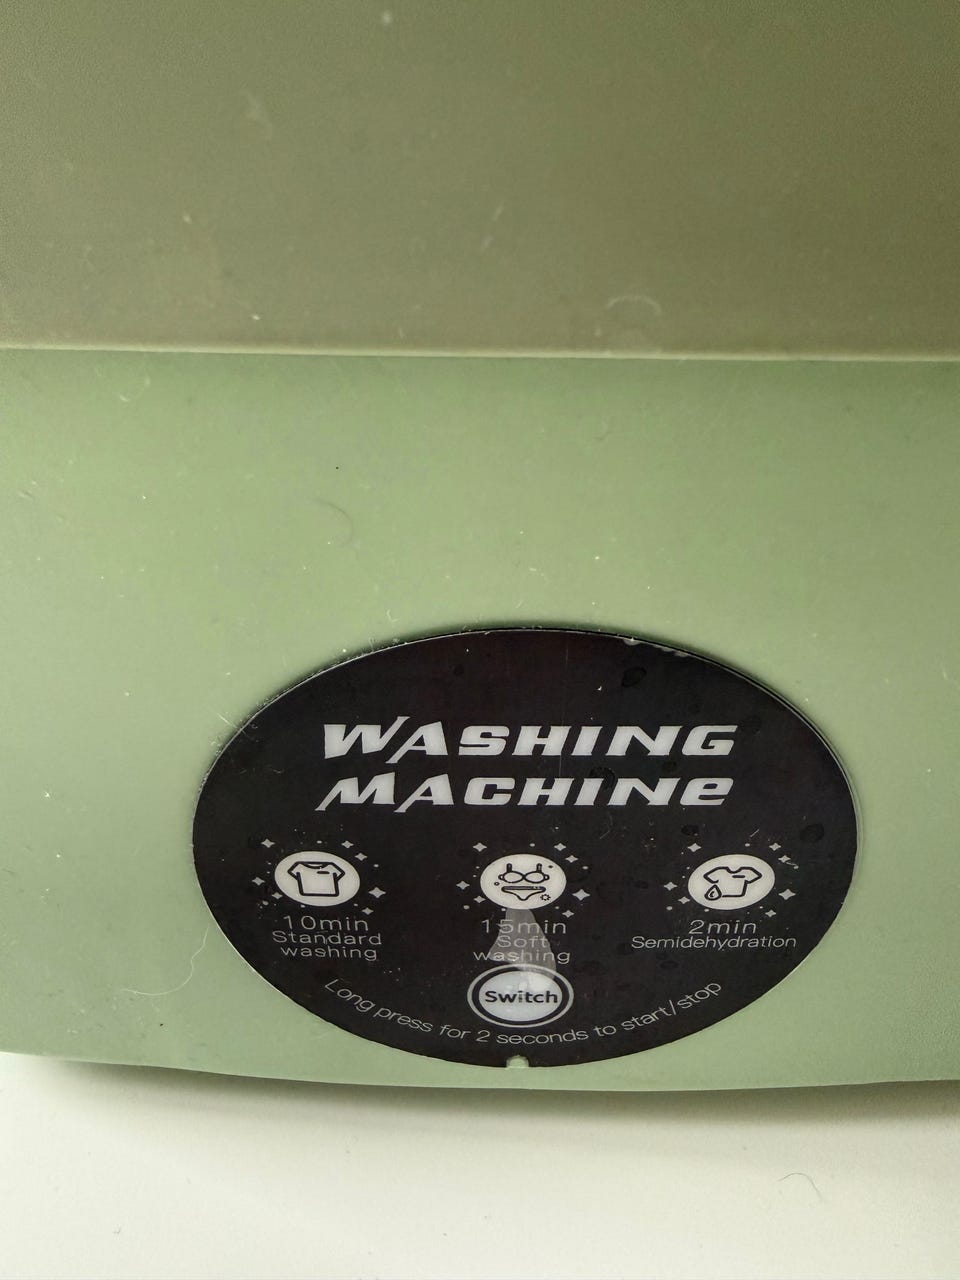 WASHING
MACHINE
10min
Standard
washing
15min
Soft
washing
2min
Semidehydration
Switch
Long press for 2 seconds to start/stop